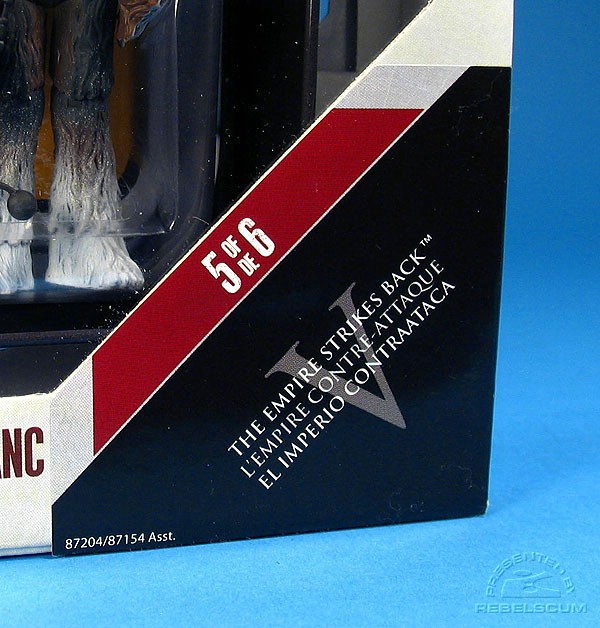 5 OF DE 6
THE EMPIRE STRIKES BACK™
V
L'EMPIRE CONTRE-ATTAQUE
EL IMPERIO CONTRAATACA
ANC
87204/87154 Asst.
PRESENTED BY
REBELSCUM